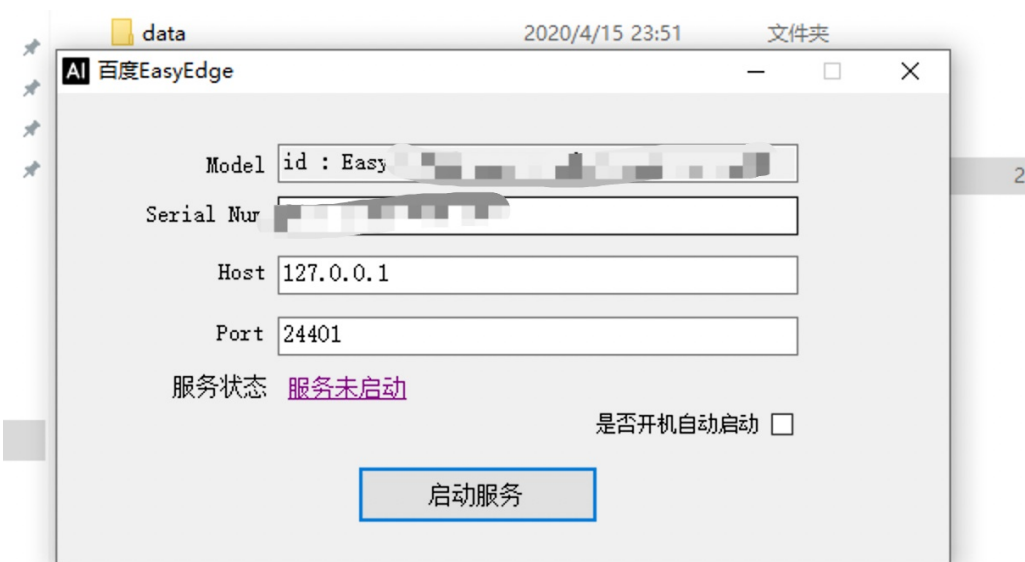 data 2020/4/15 23:51 文件夹
AI 百度EasyEdge
Model id : Easy
2
Serial Num
Host 127.0.0.1
Port 24401
服务状态 服务未启动
是否开机自动启动
启动服务